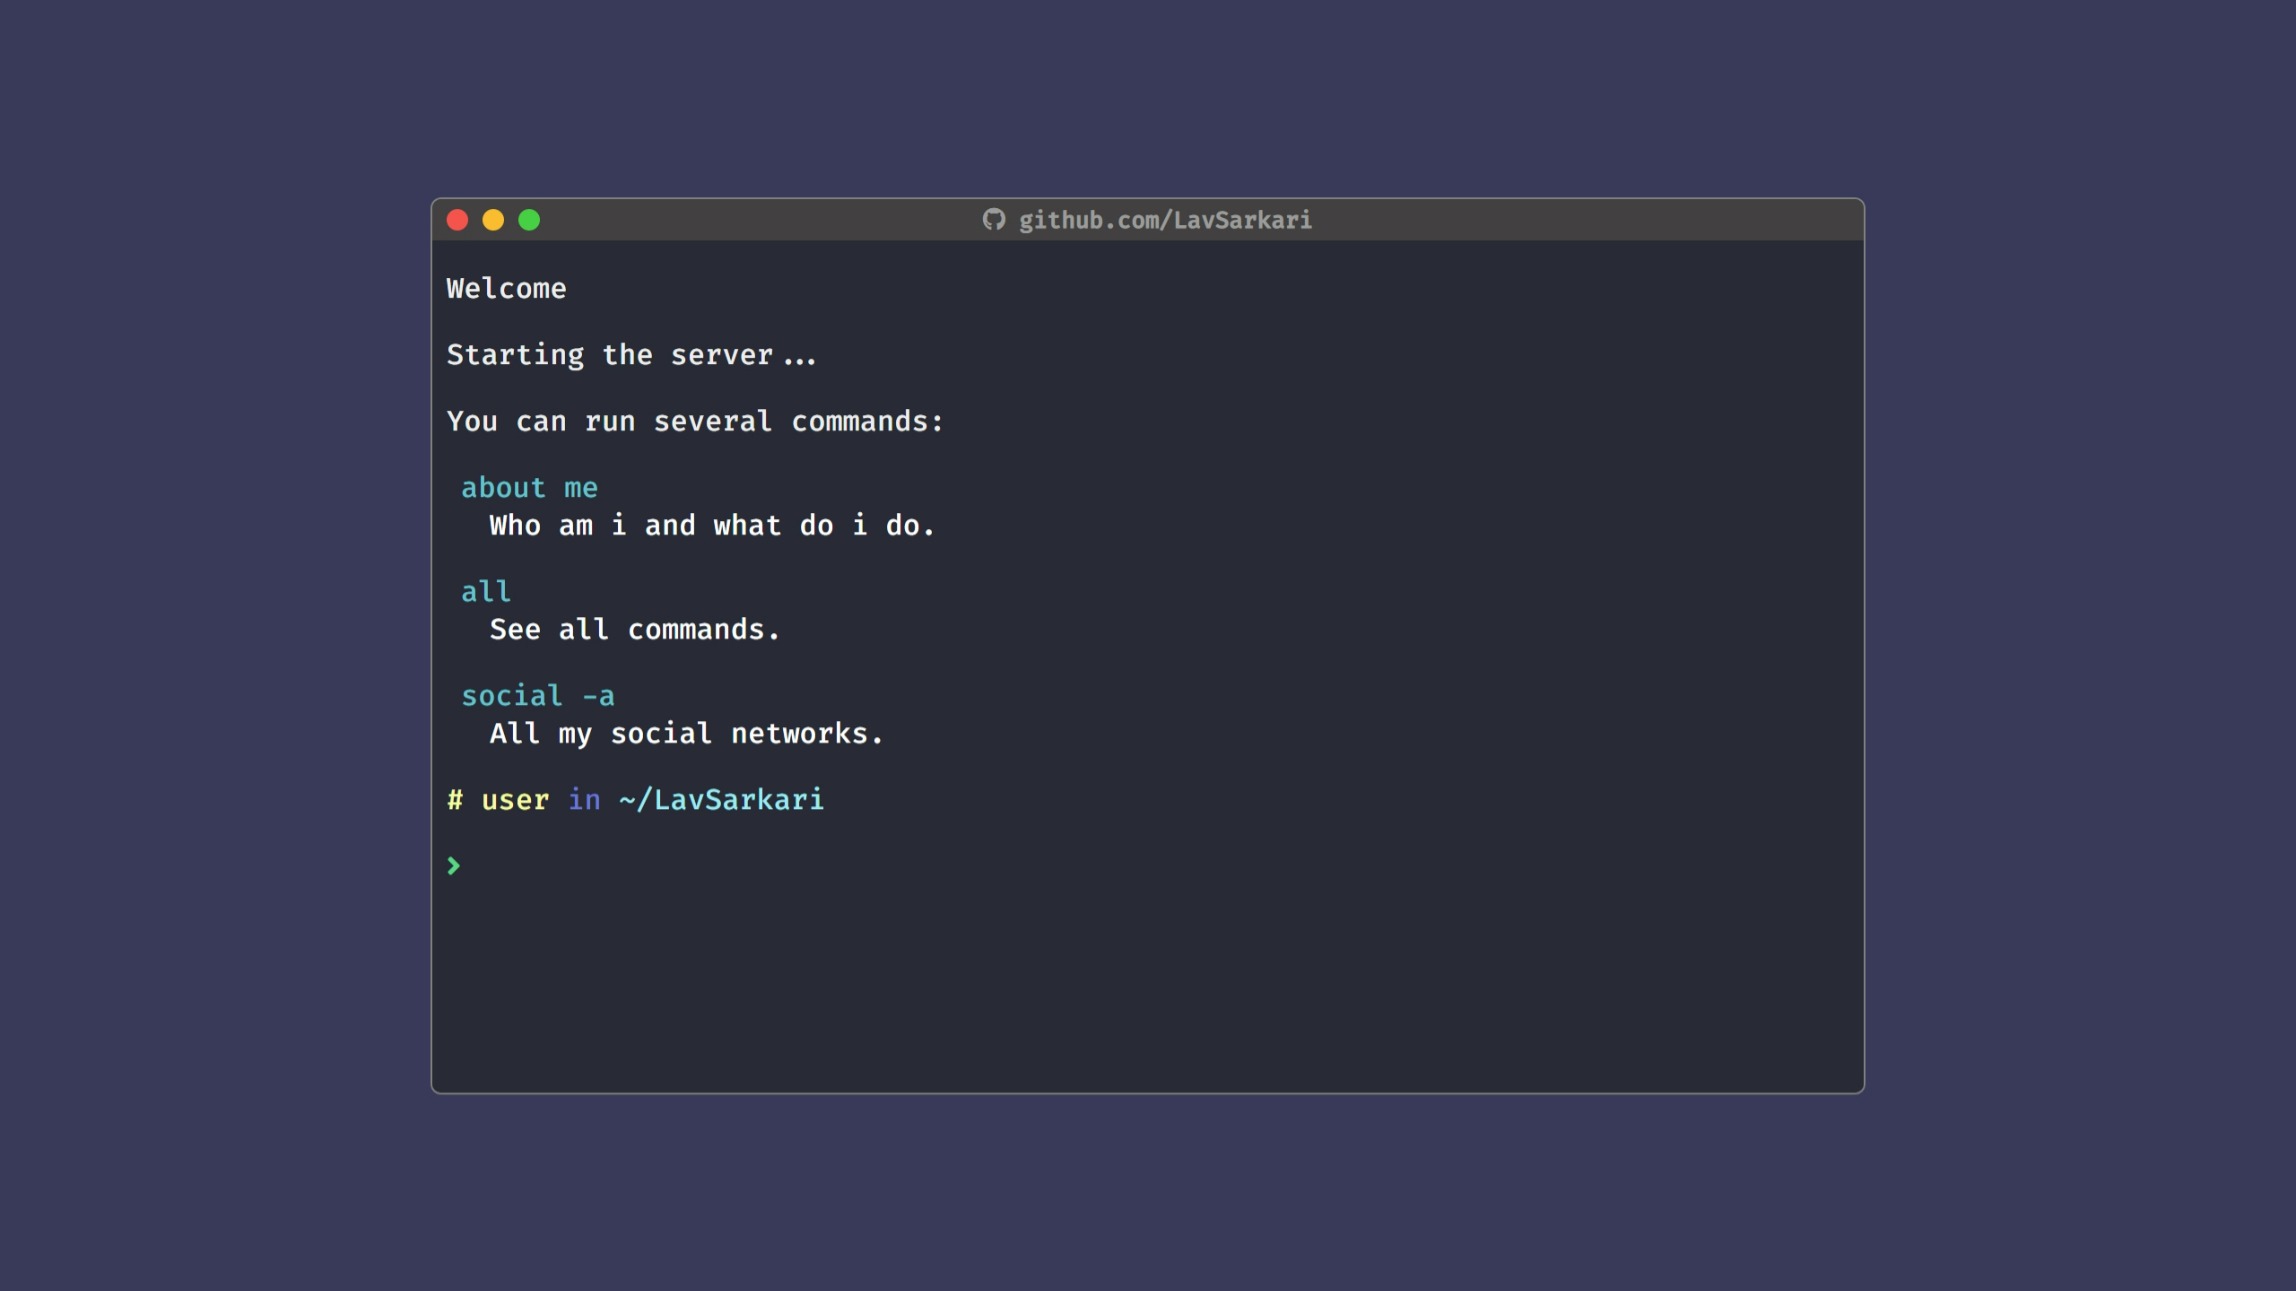 github.com/LavSarkari
Welcome
Starting the server...
You can run several commands:
about me
Who am i and what do i do.
all
See all commands.
social -a
All my social networks.
# user in ~/LavSarkari
›